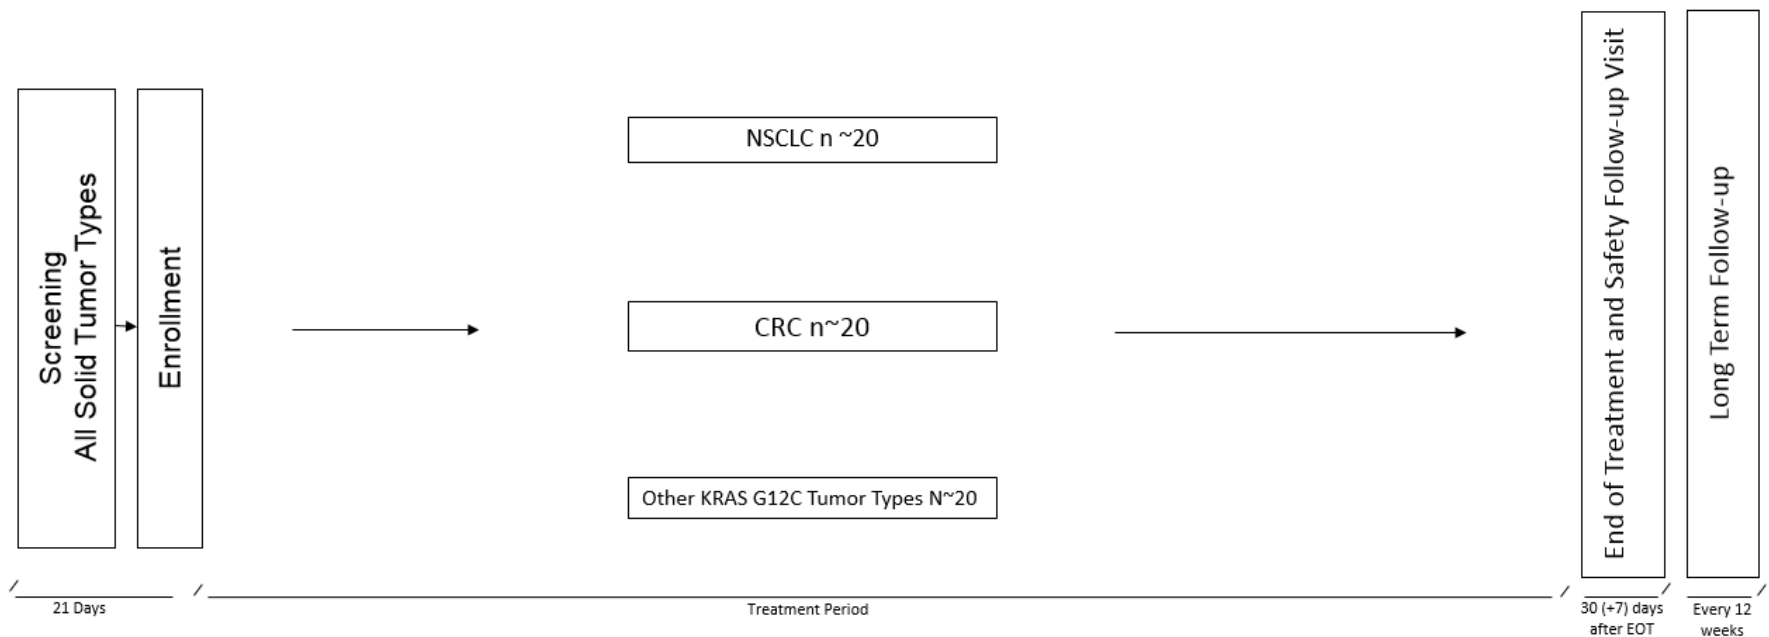 Screening
All Solid Tumor Types
Enrollment
NSCLC n ~20
CRC n~20
Other KRAS G12C Tumor Types N~20
End of Treatment and Safety Follow-up Visit
Long Term Follow-up
21 Days
Treatment Period
30 (+7) days
after EOT
Every 12
weeks